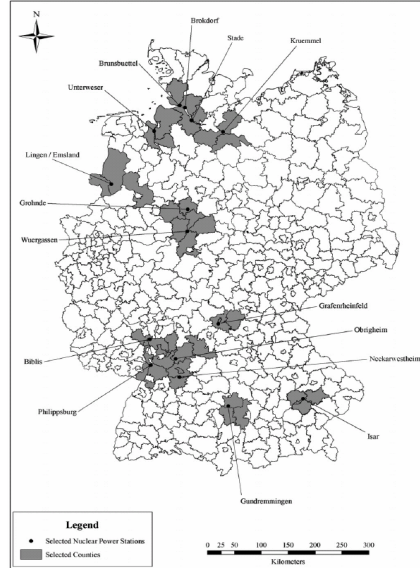 N
Brokdorf
Stade
Brunsbuettel
Kruemmel
Unterweser
Lingen / Emsland
Grohnde
Wuergassen
Grafenrheinfeld
Obrigheim
Biblis
Neckarwestheim
Philippsburg
Isar
Gundremmingen
Legend
Selected Nuclear Power Stations
Selected Counties
0 25 50 100 150 200 250 300
Kilometers